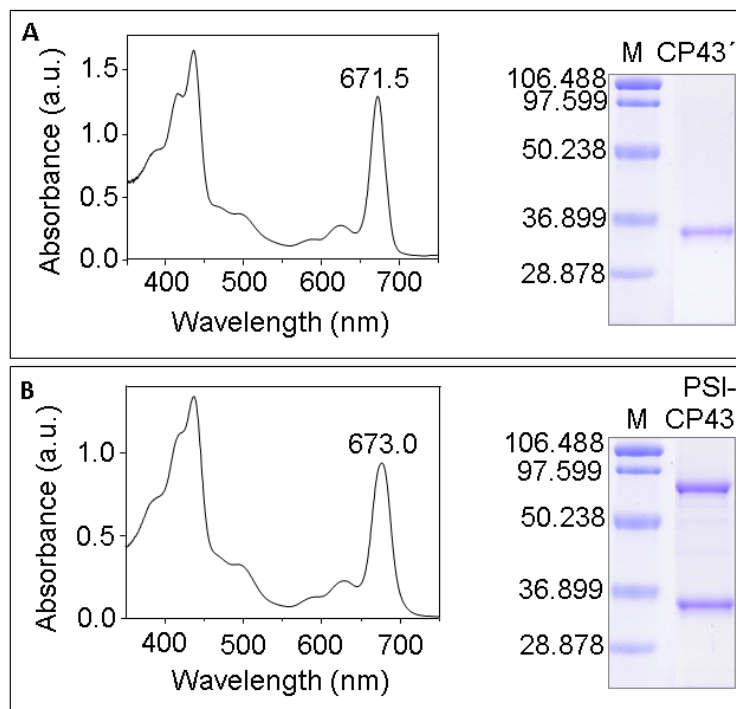 A
Absorbance (a.u.)
1.5
1.0
0.5
0.0
671.5
400 500 600 700
Wavelength (nm)
M CP43´
106.488
97.599
50.238
36.899
28.878
B
Absorbance (a.u.)
1.0
0.5
0.0
673.0
400 500 600 700
Wavelength (nm)
PSI-
M CP43
106.488
97.599
50.238
36.899
28.878